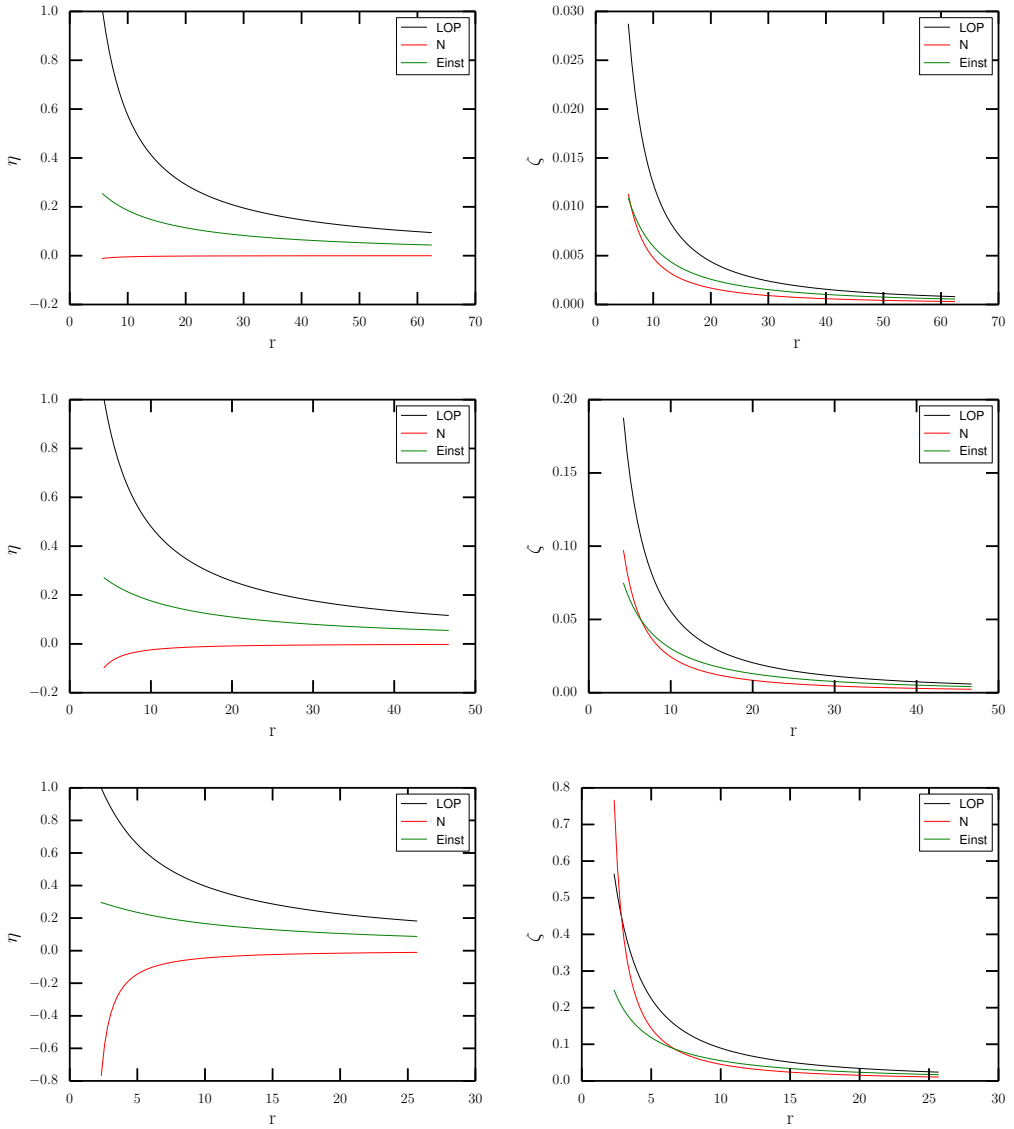 1.0
0.8
0.6
0.4
0.2
0.0
−0.2
η
0
10
20
30
40
50
60
70
r
LOP
N
Einst
0.030
0.025
0.020
0.015
0.010
0.005
0.000
ζ
0
10
20
30
40
50
60
70
r
LOP
N
Einst
1.0
0.8
0.6
0.4
0.2
0.0
−0.2
η
0
10
20
30
40
50
r
LOP
N
Einst
0.20
0.15
0.10
0.05
0.00
ζ
0
10
20
30
40
50
r
LOP
N
Einst
1.0
0.8
0.6
0.4
0.2
0.0
−0.2
−0.4
−0.6
−0.8
η
0
5
10
15
20
25
30
r
LOP
N
Einst
0.8
0.7
0.6
0.5
0.4
0.3
0.2
0.1
0.0
ζ
0
5
10
15
20
25
30
r
LOP
N
Einst